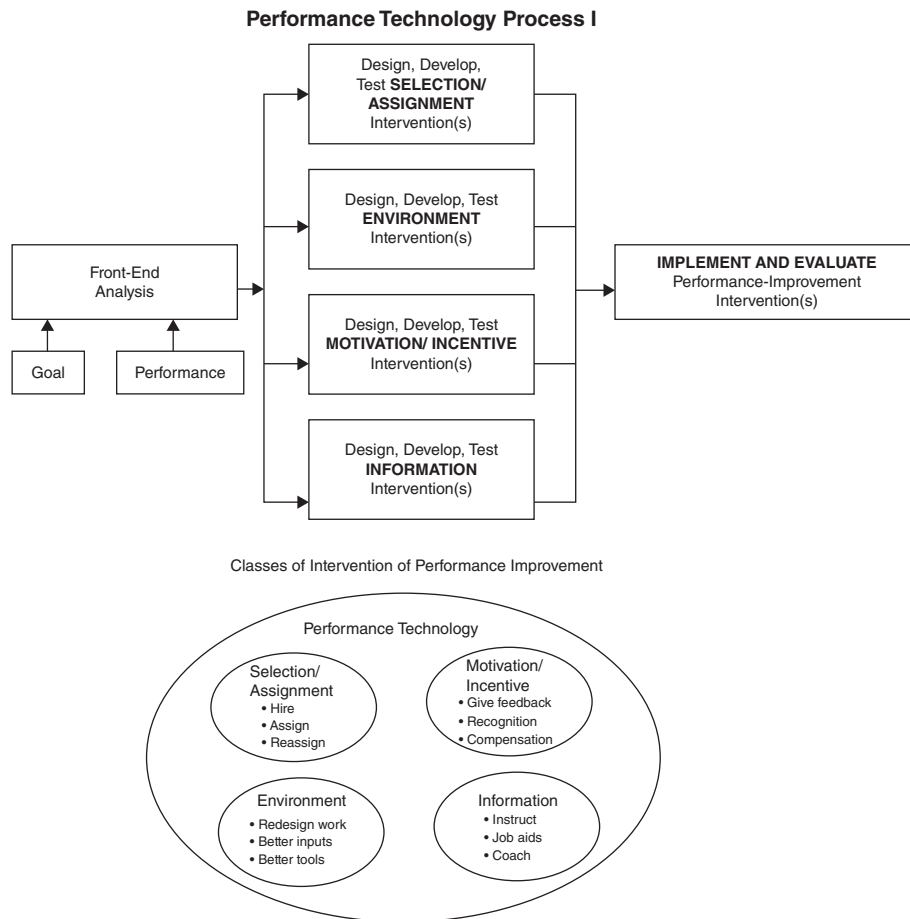 Performance Technology Process I
Design, Develop,
Test SELECTION/
ASSIGNMENT
Intervention(s)
Design, Develop, Test
ENVIRONMENT
Intervention(s)
Front-End
Analysis
Goal
Performance
Design, Develop, Test
MOTIVATION/ INCENTIVE
Intervention(s)
Design, Develop, Test
INFORMATION
Intervention(s)
IMPLEMENT AND EVALUATE
Performance-Improvement
Intervention(s)
Classes of Intervention of Performance Improvement
Performance Technology
Selection/
Assignment
• Hire
• Assign
• Reassign
Motivation/
Incentive
• Give feedback
• Recognition
• Compensation
Environment
• Redesign work
• Better inputs
• Better tools
Information
• Instruct
• Job aids
• Coach